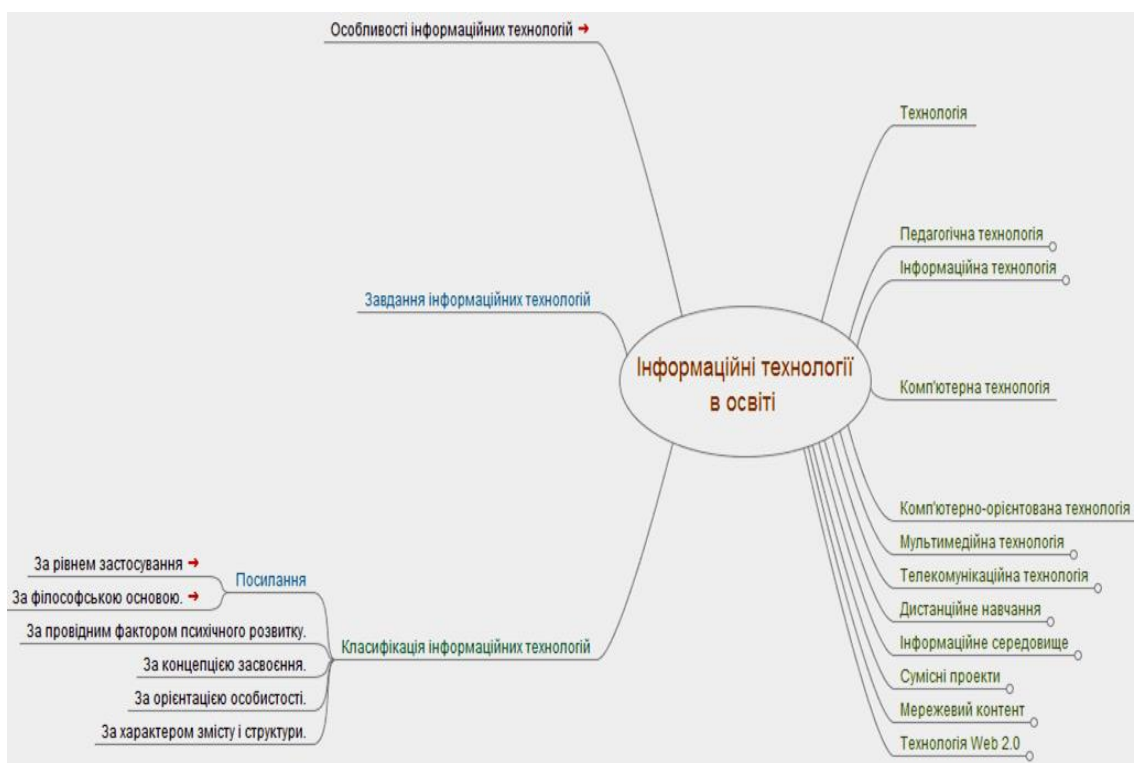 Особливості інформаційних технологій
Технологія
Педагогічна технологія
Інформаційна технологія
Завдання інформаційних технологій
Інформаційні технології
в освіті
Комп'ютерна технологія
Комп'ютерно-орієнтована технологія
Мультимедійна технологія
Телекомунікаційна технологія
Дистанційне навчання
Інформаційне середовище
Сумісні проекти
Мережевий контент
Технологія Web 2.0
За рівнем застосування
Посилання
За філософською основою.
За провідним фактором психічного розвитку.
Класифікація інформаційних технологій
За концепцією засвоєння.
За орієнтацією особистості.
За характером змісту і структури.